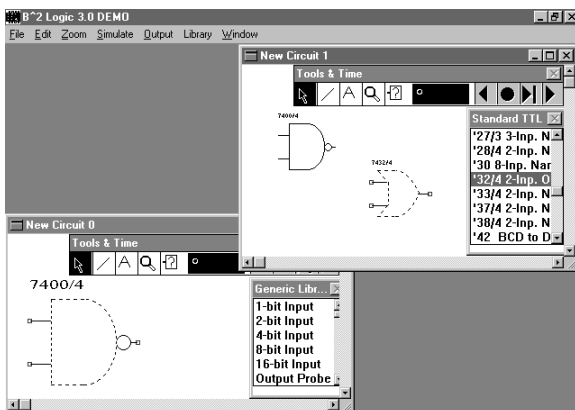 B^2 Logic 3.0 DEMO
File Edit Zoom Simulate Output Library Window
New Circuit 1
Tools & Time
A
7400/4
7432/4
Standard TTL
'27/3 3-Inp. N
'28/4 2-Inp. N
'30 8-Inp. Nar
'32/4 2-Inp. O
'33/4 2-Inp. N
'37/4 2-Inp. N
'38/4 2-Inp. N
'42 BCD to D
New Circuit 0
Tools & Time
A
7400/4
Generic Libr...
1-bit Input
2-bit Input
4-bit Input
8-bit Input
16-bit Input
Output Probe